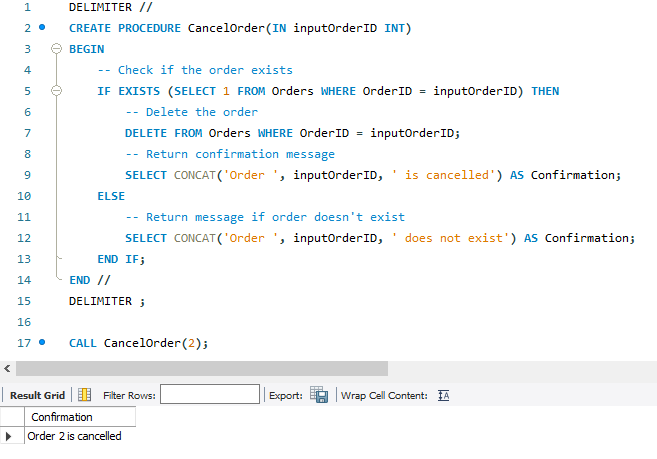 1 DELIMITER //
2 CREATE PROCEDURE CancelOrder(IN inputOrderID INT)
3 BEGIN
4 -- Check if the order exists
5 IF EXISTS (SELECT 1 FROM Orders WHERE OrderID = inputOrderID) THEN
6 -- Delete the order
7 DELETE FROM Orders WHERE OrderID = inputOrderID;
8 -- Return confirmation message
9 SELECT CONCAT('Order ', inputOrderID, ' is cancelled') AS Confirmation;
10 ELSE
11 -- Return message if order doesn't exist
12 SELECT CONCAT('Order ', inputOrderID, ' does not exist') AS Confirmation;
13 END IF;
14 END //
15 DELIMITER ;
16
17 CALL CancelOrder(2);
Result Grid Filter Rows: Export: Wrap Cell Content:
Confirmation
Order 2 is cancelled